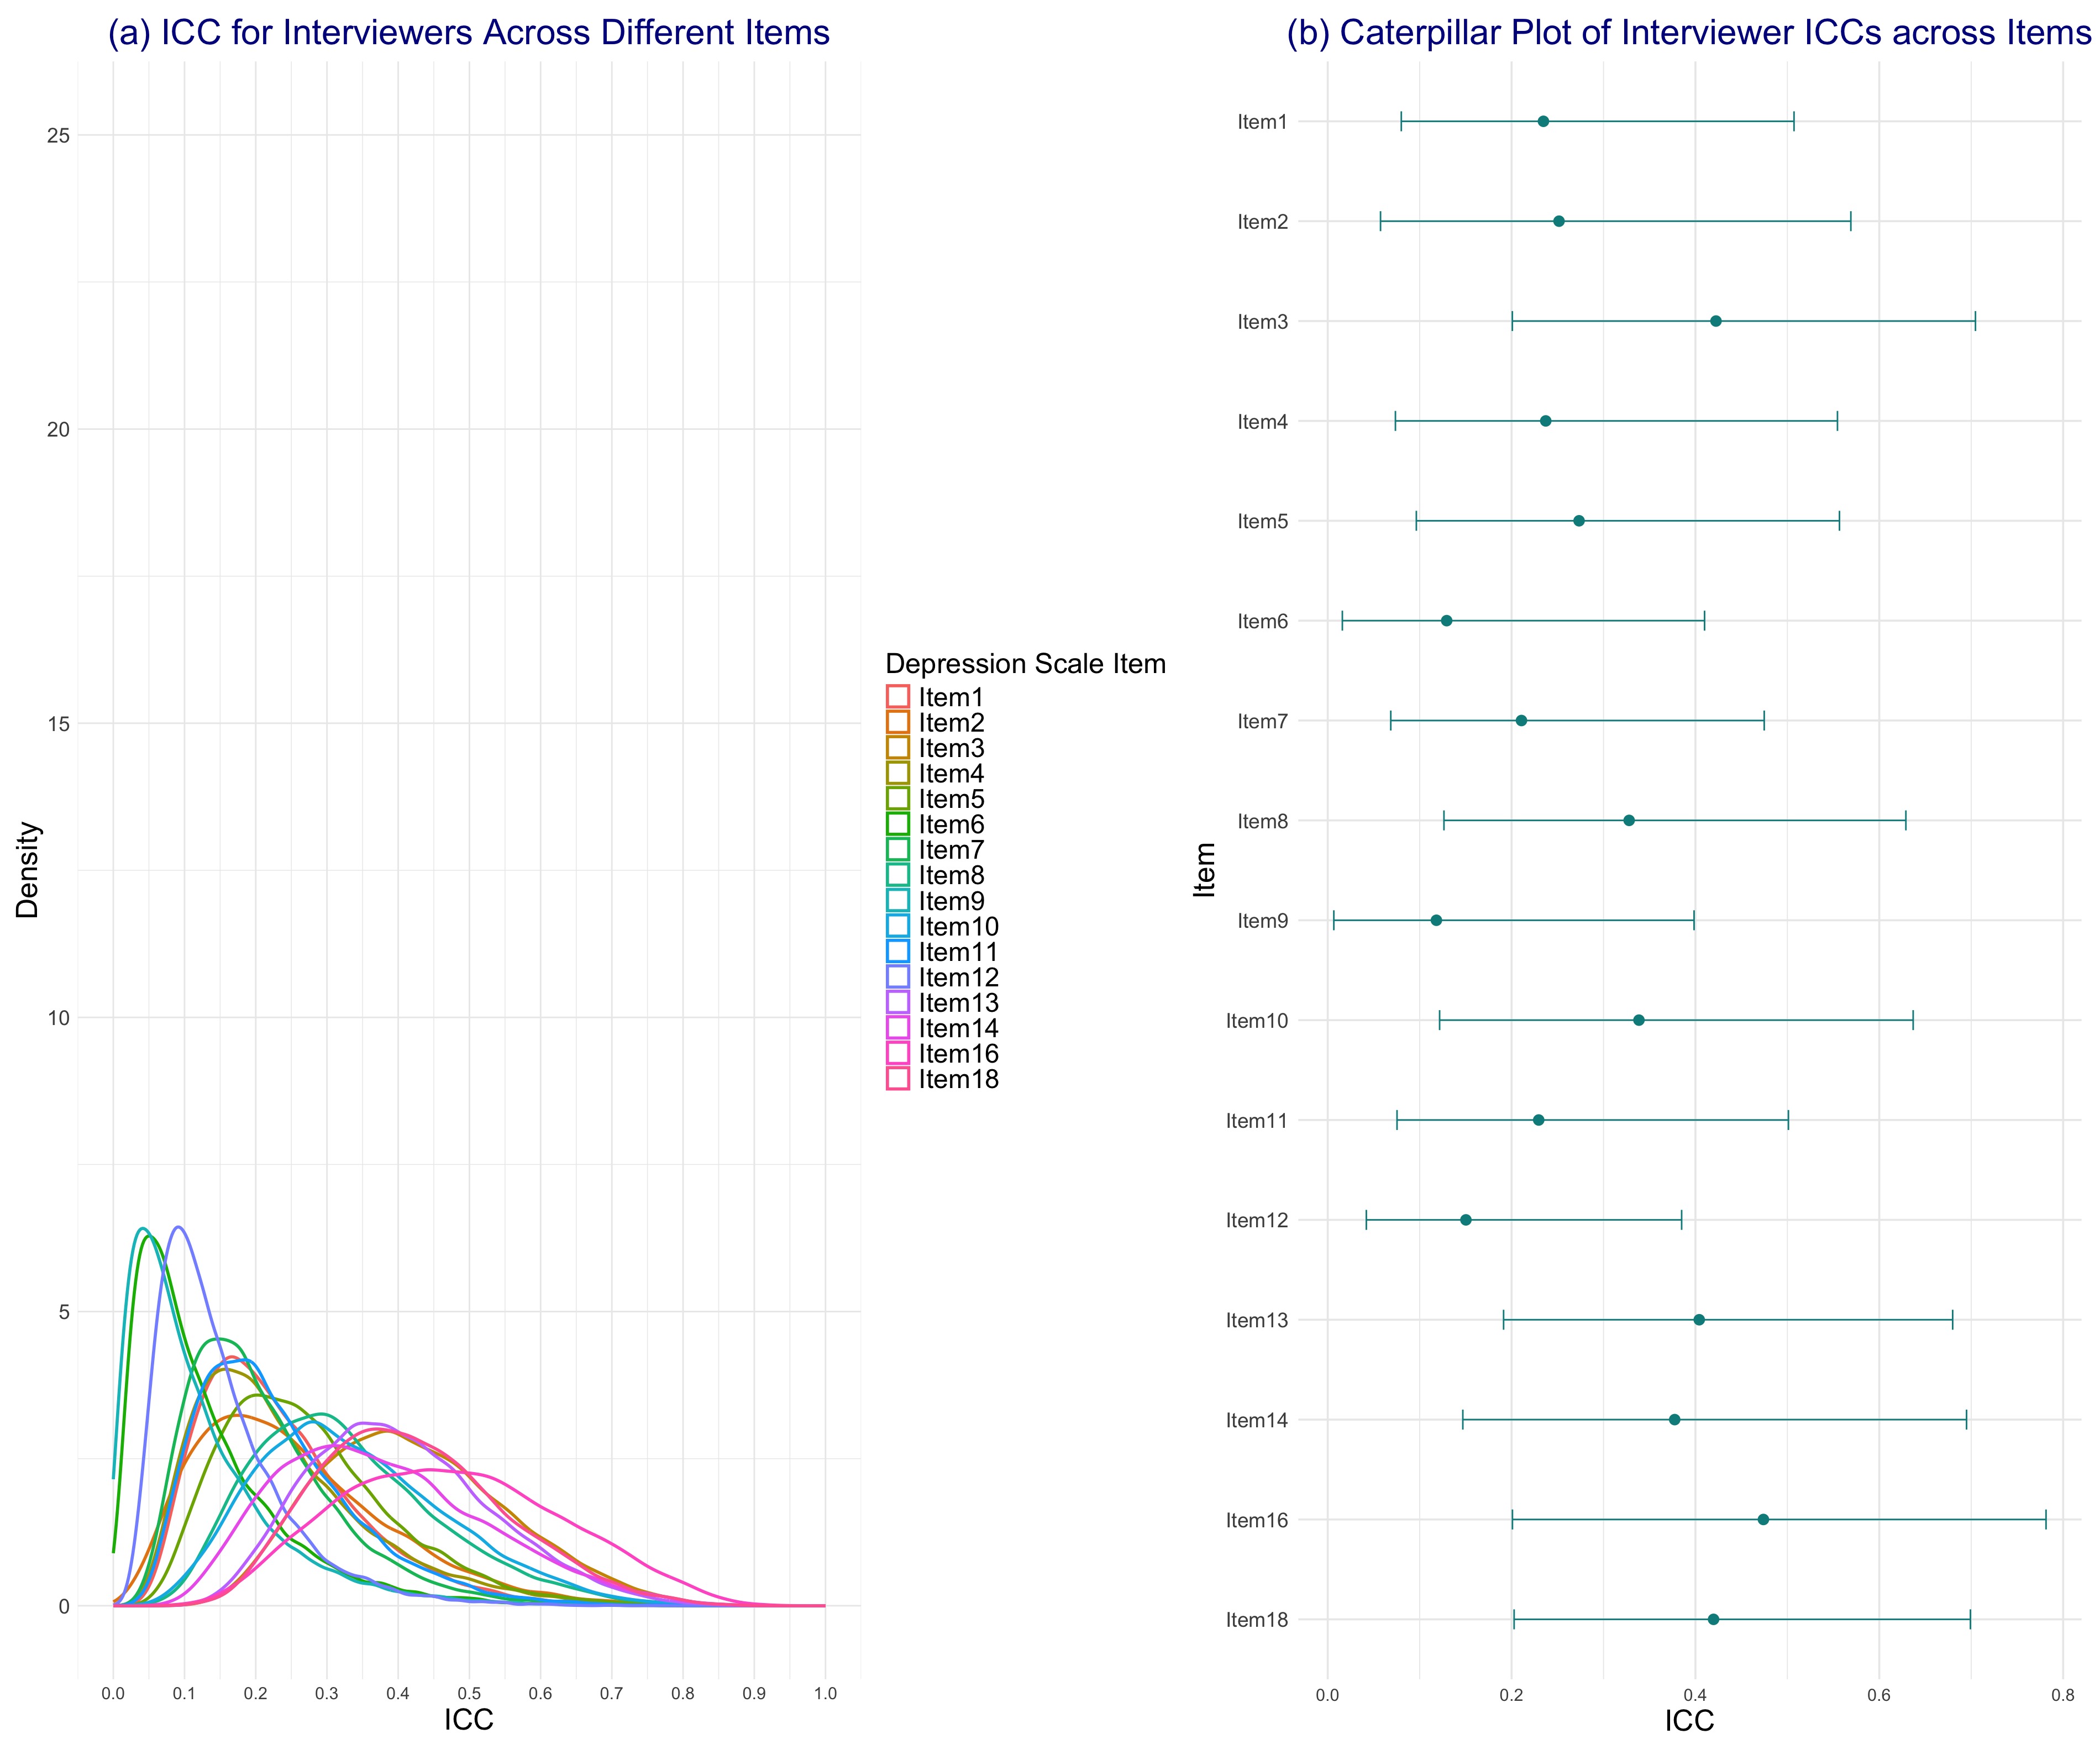 (a) ICC for Interviewers Across Different Items
25
20
15
10
5
0
Density
0.0 0.1 0.2 0.3 0.4 0.5 0.6 0.7 0.8 0.9 1.0
ICC
Depression Scale Item
Item1
Item2
Item3
Item4
Item5
Item6
Item7
Item8
Item9
Item10
Item11
Item12
Item13
Item14
Item16
Item18
(b) Caterpillar Plot of Interviewer ICCs across Items
Item1
Item2
Item3
Item4
Item5
Item6
Item7
Item8
Item9
Item10
Item11
Item12
Item13
Item14
Item16
Item18
Item
0.0 0.2 0.4 0.6 0.8
ICC